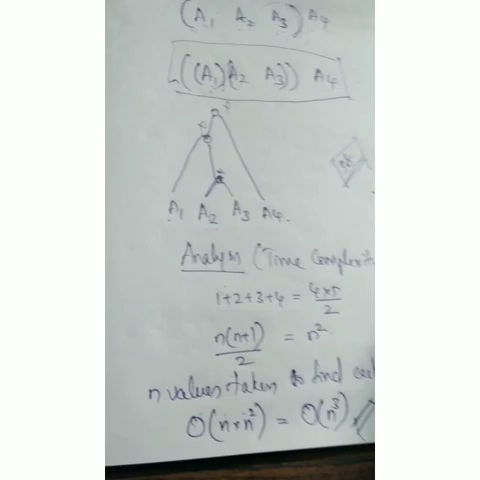 (A1 A2 A3) A4
((A1)(A2 A3)) A4
A1 A2 A3 A4.
Analysis (Time
1+2+3+4 = 4×5/2
n(n+1)/2 = n²
n values taken to find
O(n×n²) = O(n³)